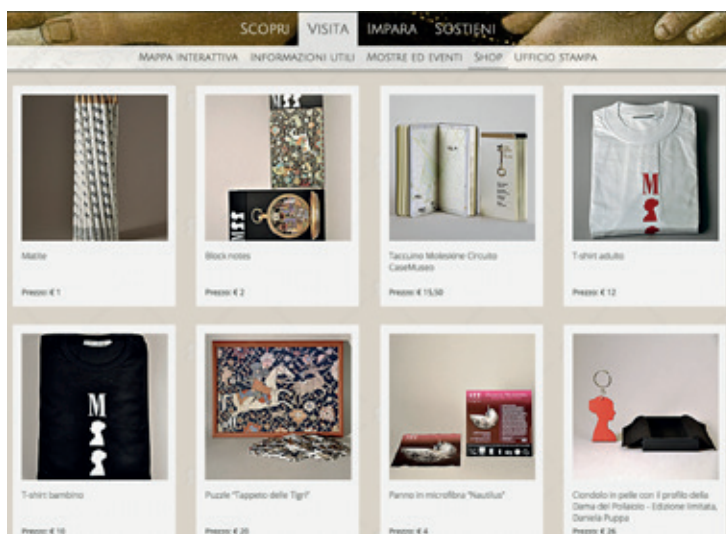 SCOPRI VISITA IMPARA SOSTIENI
MAPPA INTERATTIVA INFORMAZIONI UTILI MOSTRE ED EVENTI SHOP UFFICIO STAMPA
Matite
Prezzo: € 1
Block notes
Prezzo: € 2
Taccuino Moleskine Circuito
CaseMuseo
Prezzo: € 15,50
T-shirt adulto
Prezzo: € 12
M
M
M
T-shirt bambino
Prezzo: € 10
Puzzle "Tappeto delle Tigri"
Prezzo: € 20
Panno in microfibra "Nautilus"
Prezzo: € 4
Ciondolo in pelle con il profilo della
Dama del Pollaiolo - Edizione limitata,
Daniela Puppa
Prezzo: € 26